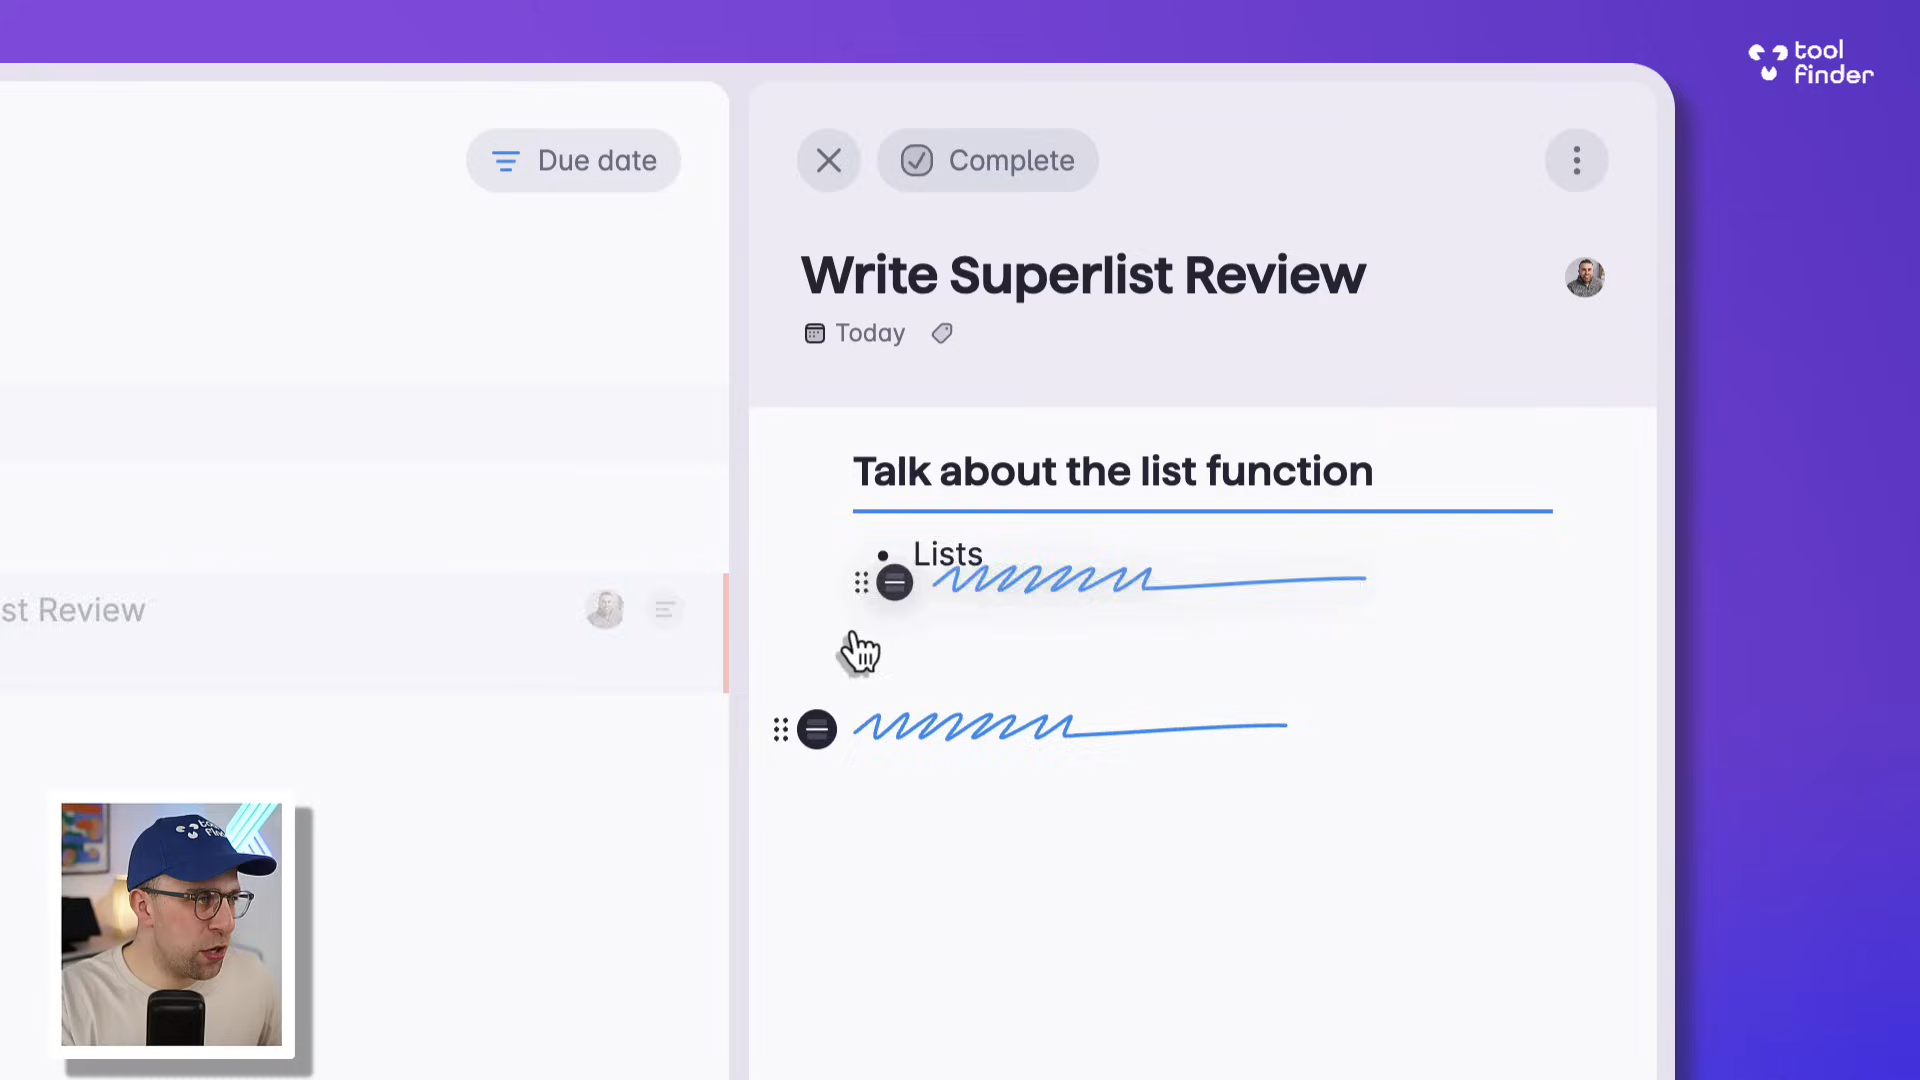 tool
finder
Due date
Complete
Write Superlist Review
Today
Talk about the list function
Lists
st Review